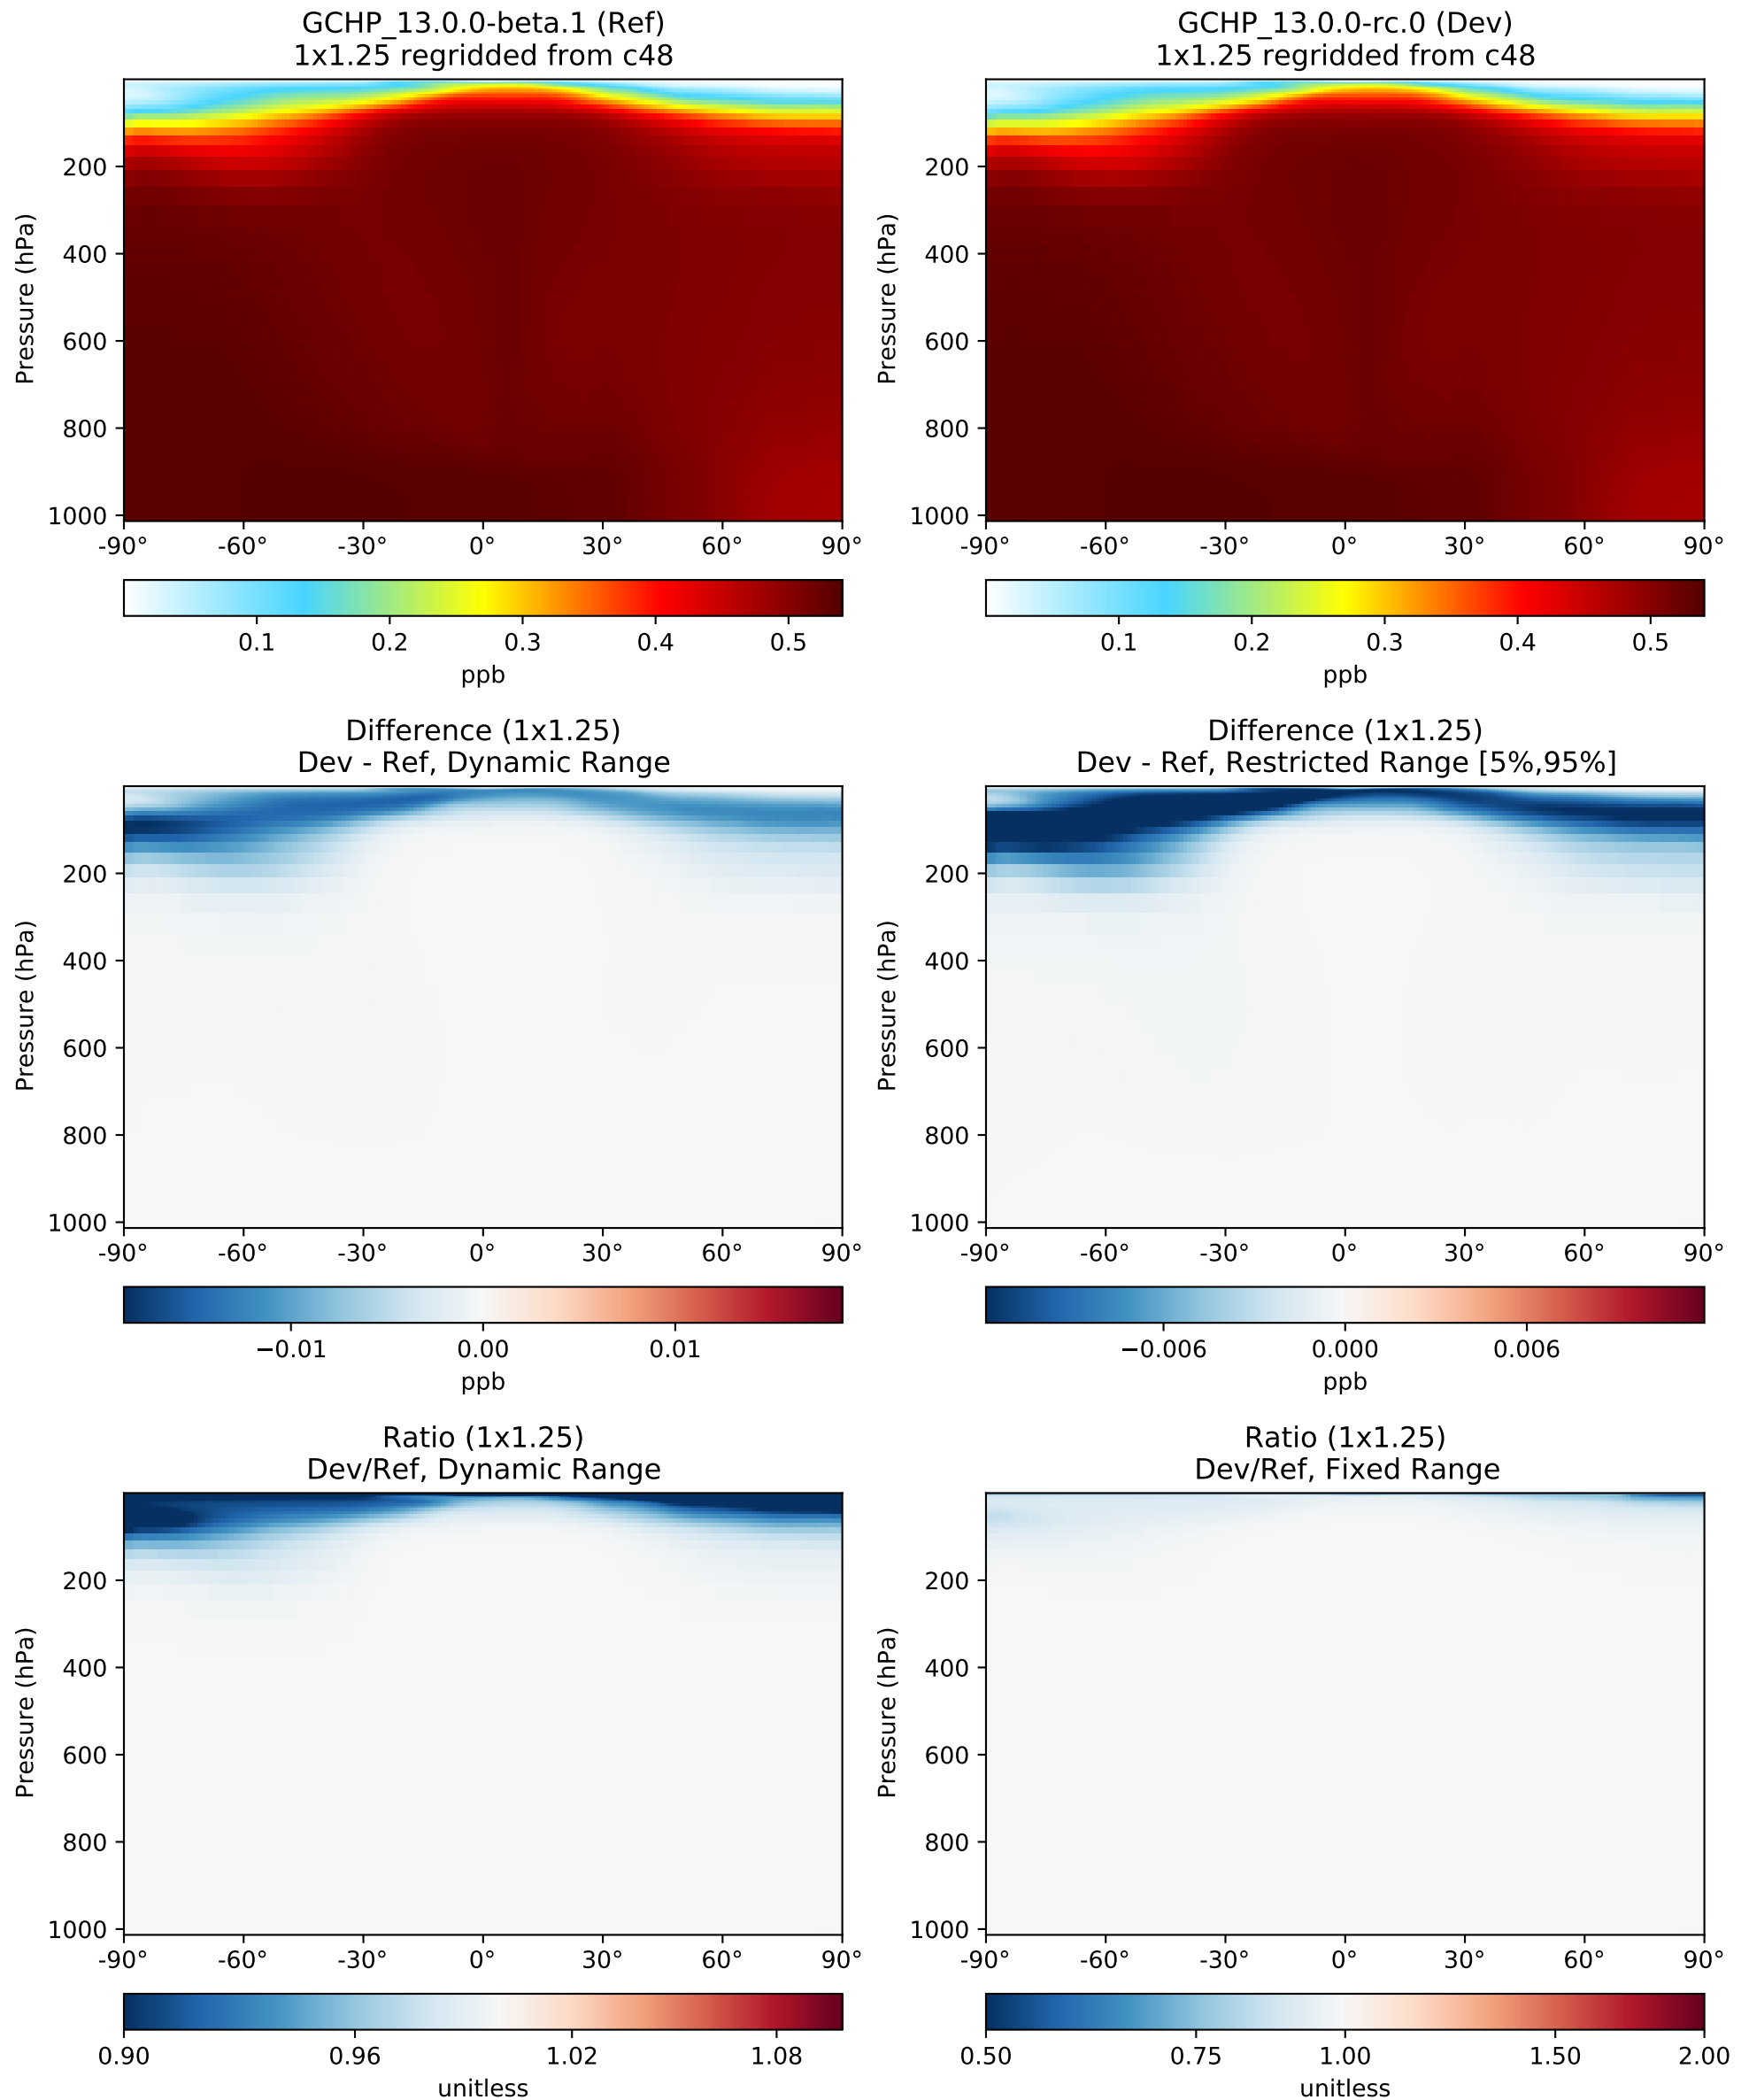 GCHP_13.0.0-beta.1 (Ref)
1x1.25 regridded from c48
Pressure (hPa)
200
400
600
800
1000
-90° -60° -30° 0° 30° 60° 90°
0.1 0.2 0.3 0.4 0.5
ppb
GCHP_13.0.0-rc.0 (Dev)
1x1.25 regridded from c48
Pressure (hPa)
200
400
600
800
1000
-90° -60° -30° 0° 30° 60° 90°
0.1 0.2 0.3 0.4 0.5
ppb
Difference (1x1.25)
Dev - Ref, Dynamic Range
Pressure (hPa)
200
400
600
800
1000
-90° -60° -30° 0° 30° 60° 90°
−0.01 0.00 0.01
ppb
Difference (1x1.25)
Dev - Ref, Restricted Range [5%,95%]
Pressure (hPa)
200
400
600
800
1000
-90° -60° -30° 0° 30° 60° 90°
−0.006 0.000 0.006
ppb
Ratio (1x1.25)
Dev/Ref, Dynamic Range
Pressure (hPa)
200
400
600
800
1000
-90° -60° -30° 0° 30° 60° 90°
0.90 0.96 1.02 1.08
unitless
Ratio (1x1.25)
Dev/Ref, Fixed Range
Pressure (hPa)
200
400
600
800
1000
-90° -60° -30° 0° 30° 60° 90°
0.50 0.75 1.00 1.50 2.00
unitless